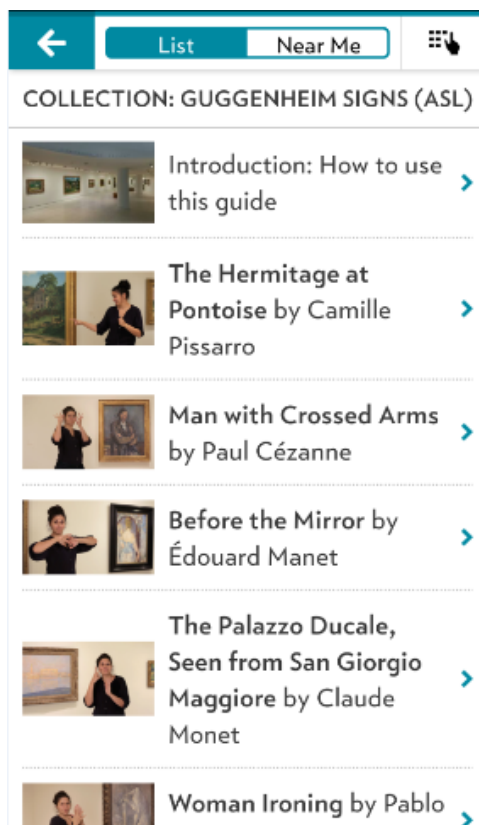 List
Near Me
COLLECTION: GUGGENHEIM SIGNS (ASL)
Introduction: How to use
this guide
The Hermitage at
Pontoise by Camille
Pissarro
Man with Crossed Arms
by Paul Cézanne
Before the Mirror by
Édouard Manet
The Palazzo Ducale,
Seen from San Giorgio
Maggiore by Claude
Monet
Woman Ironing by Pablo